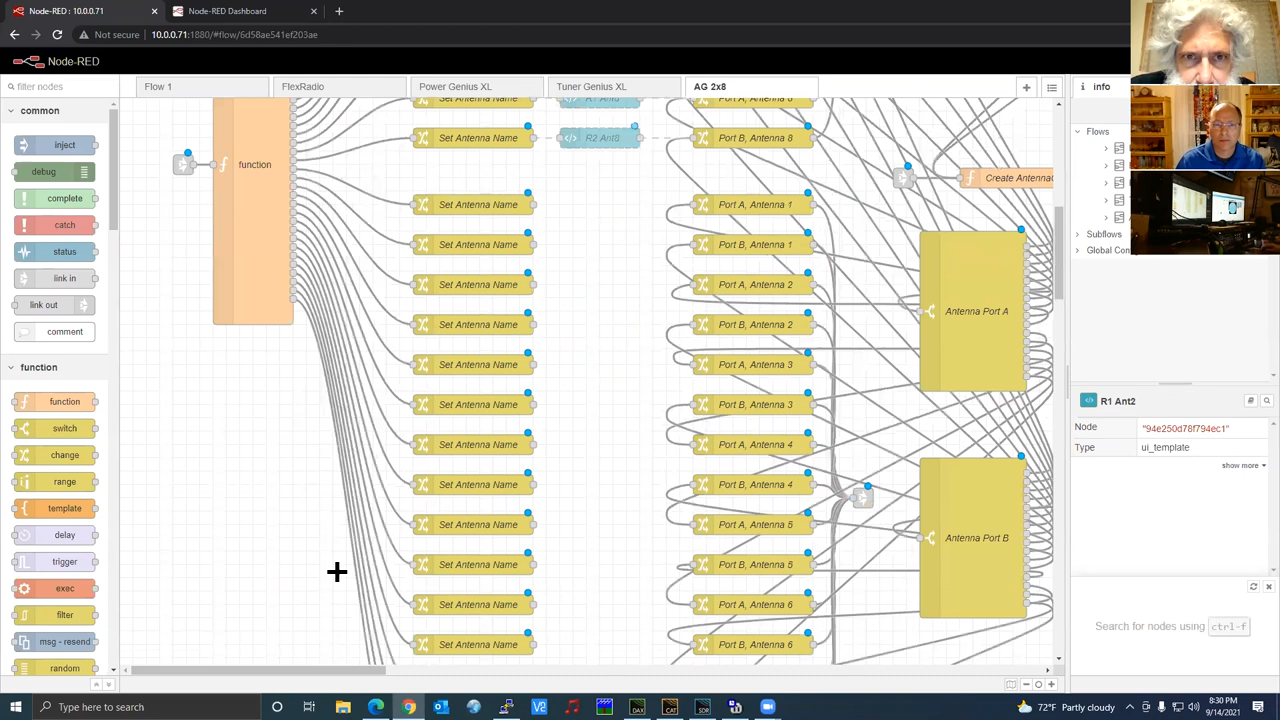 Node-RED: 10.0.0.71
Node-RED Dashboard
Not secure
10.0.0.71:1880/#flow/6d58ae541ef203ae
Node-RED
filter nodes
Flow 1
FlexRadio
Power Genius XL
Tuner Genius XL
AG 2x8
info
common
inject
debug
complete
catch
status
link in
link out
comment
function
function
switch
change
range
template
delay
trigger
exec
filter
msg - resend
random
function
Set Antenna Name
Set Antenna Name
Set Antenna Name
Set Antenna Name
Set Antenna Name
Set Antenna Name
Set Antenna Name
Set Antenna Name
Set Antenna Name
Set Antenna Name
Set Antenna Name
Set Antenna Name
Set Antenna Name
Set Antenna Name
R2 Ant8
Port B, Antenna 8
Port A, Antenna 1
Port B, Antenna 1
Port A, Antenna 2
Port B, Antenna 2
Port A, Antenna 3
Port B, Antenna 3
Port A, Antenna 4
Port B, Antenna 4
Port A, Antenna 5
Port B, Antenna 5
Port A, Antenna 6
Port B, Antenna 6
Antenna Port A
Antenna Port B
Flows
Subflows
R1 Ant2
Node
"94e250d78f794ec1"
Type
ui_template
show more
Search for nodes using ctrl-f
Type here to search
DAX
CAT
SDR
72°F Partly cloudy
8:30 PM
9/14/2021